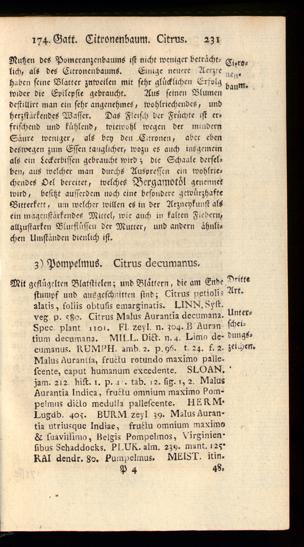 174. Gatt. Citronenbaum. Citrus. 231
Nutzen des Pomeranzenbaums ist nicht weniger beträcht-
lich, als des Citronenbaums. Einige neuere Aerzte
haben seine Blätter zuweilen mit sehr glücklichen Erfolg
wider die Epilepsie gebraucht. Aus seinen Blumen
destilliret man ein sehr angenehmes, wohlriechendes, und
herzstärkendes Wasser. Das Fleisch der Früchte ist er-
frischend und kühlend, wiewohl wegen der mindern
Säure weniger, als bey den Citronen, aber eben
deswegen zum Essen tauglicher, wozu es auch insgemein
als ein Leckerbissen gebraucht wird; die Schaale dersel-
ben, aus welcher man durchs Auspressen ein wohlrie-
chendes Oel bereitet, welches Bergamotöl genennet
wird, besitzt ausserdem noch eine besondere gewürzhafte
Bitterkeit, um welcher willen es in der Arzneykunst als
ein magenstärkendes Mittel, wie auch in kalten Fiebern,
allzustarken Blutflüssen der Mutter, und andern ähnli-
chen Umständen dienlich ist.
Citro-
nen-
baum.
3) Pompelmus. Citrus decumanus.
Mit geflügelten Blatstielen; und Blättern, die am Ende
stumpf und ausgeschnitten sind; Citrus petiolis
alatis, foliis obtusis emarginatis. LINN. Syst.
veg. p. 580. Citrus Malus Aurantia decumana.
Spec. plant 1101. Fl. zeyl. n. 304. B Auran-
tium decumana. MILL. Dict. n. 4. Limo de-
cumanus. RUMPH. amb. 2. p. 96. t. 24. f. 2.
Malus Aurantia, fructu rotundo maximo palle-
scente, caput humanum excedente. SLOAN.
jam. 212. hist. 1. p. 41. tab. 12. fig. 1, 2. Malus
Aurantia Indica, fructu omnium maximo Pom-
pelmus dicto medulla pallescente. HERM.
Lugdb. 405. BURM zeyl 39. Malus Auran-
tia utriusque Indiae, fructu omnium maximo
& suavissimo, Belgis Pompelmos, Virginien-
sibus Schaddocks. PLUK. alm. 239. mant. 125.
RAI dendr. 80. Pumpelmus. MEIST. itin.
Dritte
Art.
Unter-
schei-
dungs-
zeichen.
P 4 48.